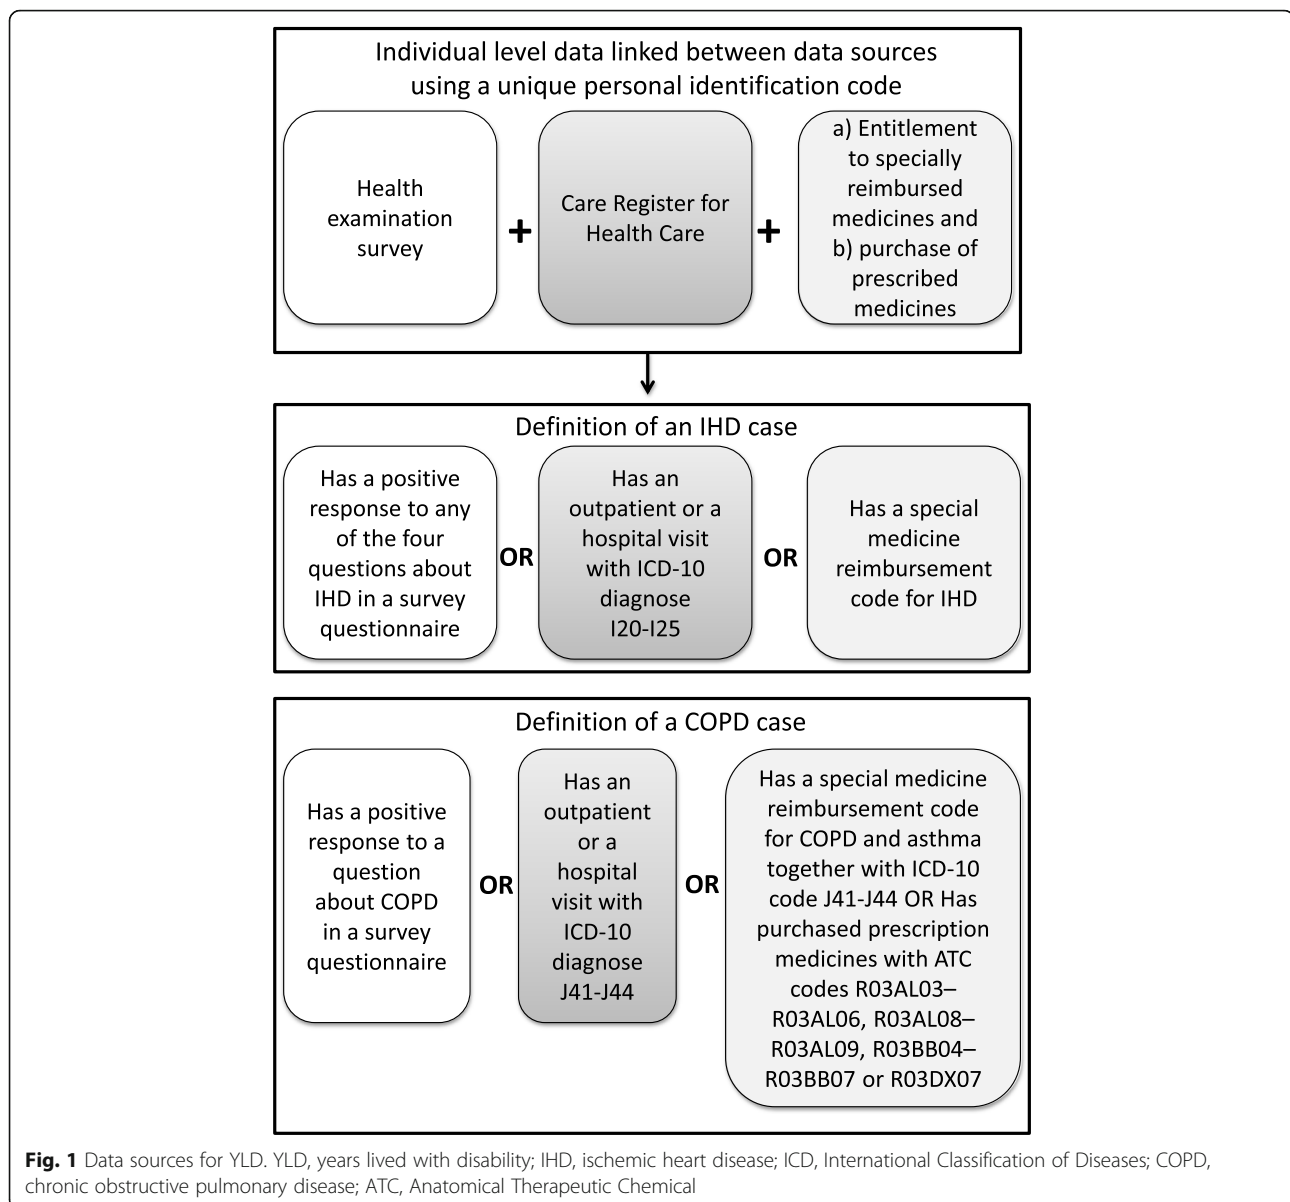 Individual level data linked between data sources
using a unique personal identification code
Health
examination
survey
+
Care Register for
Health Care
+
a) Entitlement
to specially
reimbursed
medicines and
b) purchase of
prescribed
medicines
Definition of an IHD case
Has a positive
response to any
of the four
questions about
IHD in a survey
questionnaire
OR
Has an
outpatient or a
hospital visit
with ICD-10
diagnose
I20-I25
OR
Has a special
medicine
reimbursement
code for IHD
Definition of a COPD case
Has a positive
response to a
question
about COPD
in a survey
questionnaire
OR
Has an
outpatient
or a
hospital
visit with
ICD-10
diagnose
J41-J44
OR
Has a special medicine
reimbursement code
for COPD and asthma
together with ICD-10
code J41-J44 OR Has
purchased prescription
medicines with ATC
codes R03AL03–
R03AL06, R03AL08–
R03AL09, R03BB04–
R03BB07 or R03DX07
Fig. 1 Data sources for YLD. YLD, years lived with disability; IHD, ischemic heart disease; ICD, International Classification of Diseases; COPD,
chronic obstructive pulmonary disease; ATC, Anatomical Therapeutic Chemical